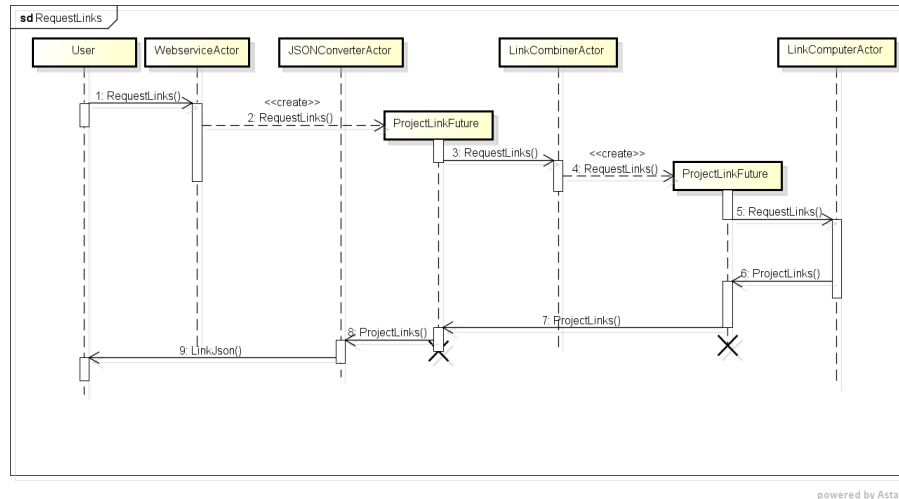 sd RequestLinks
User
WebserviceActor
JSONConverterActor
LinkCombinerActor
LinkComputerActor
1: RequestLinks()
<<create>>
2: RequestLinks()
ProjectLinkFuture
3: RequestLinks()
<<create>>
4: RequestLinks()
ProjectLinkFuture
5: RequestLinks()
6: ProjectLinks()
7: ProjectLinks()
8: ProjectLinks()
9: LinkJson()
powered by Asta